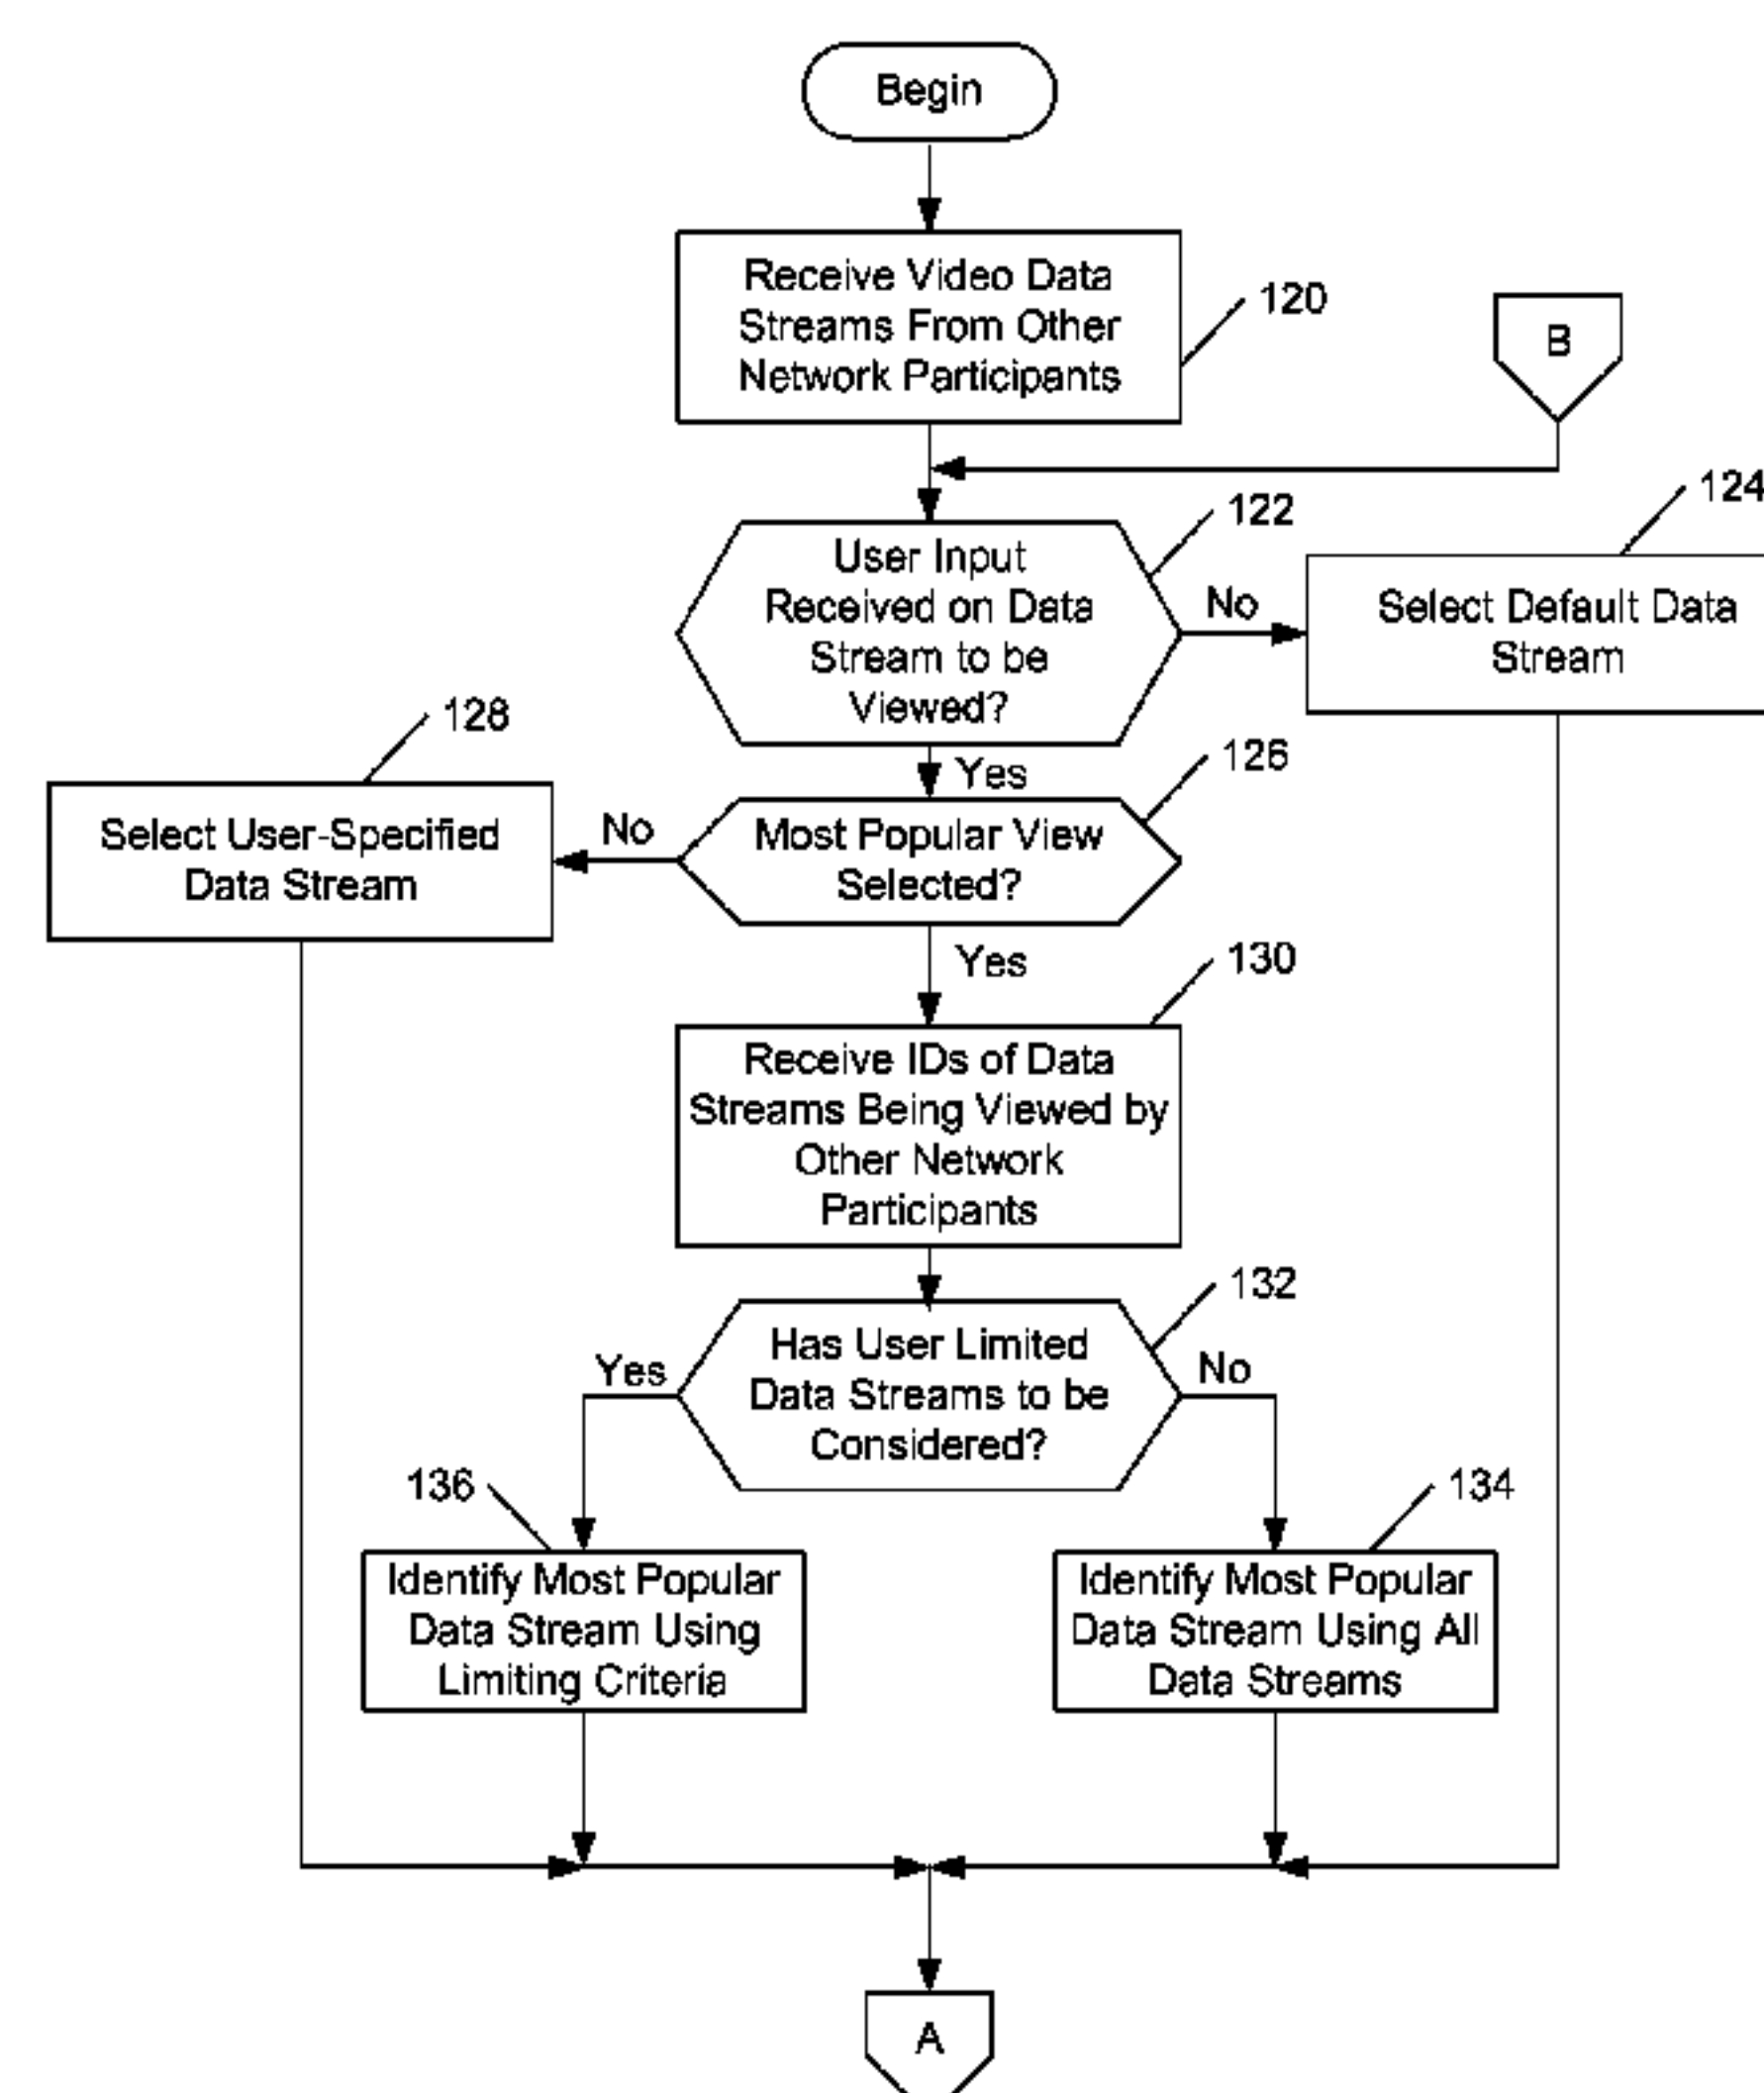 Begin
Receive Video Data
Streams From Other
Network Participants
120
B
122
124
User Input
Received on Data
Stream to be
Viewed?
No
Select Default Data
Stream
128
Yes
126
Select User-Specified
Data Stream
No
Most Popular View
Selected?
Yes
130
Receive IDs of Data
Streams Being Viewed by
Other Network
Participants
132
Has User Limited
Data Streams to be
Considered?
Yes
No
136
134
Identify Most Popular
Data Stream Using
Limiting Criteria
Identify Most Popular
Data Stream Using All
Data Streams
A